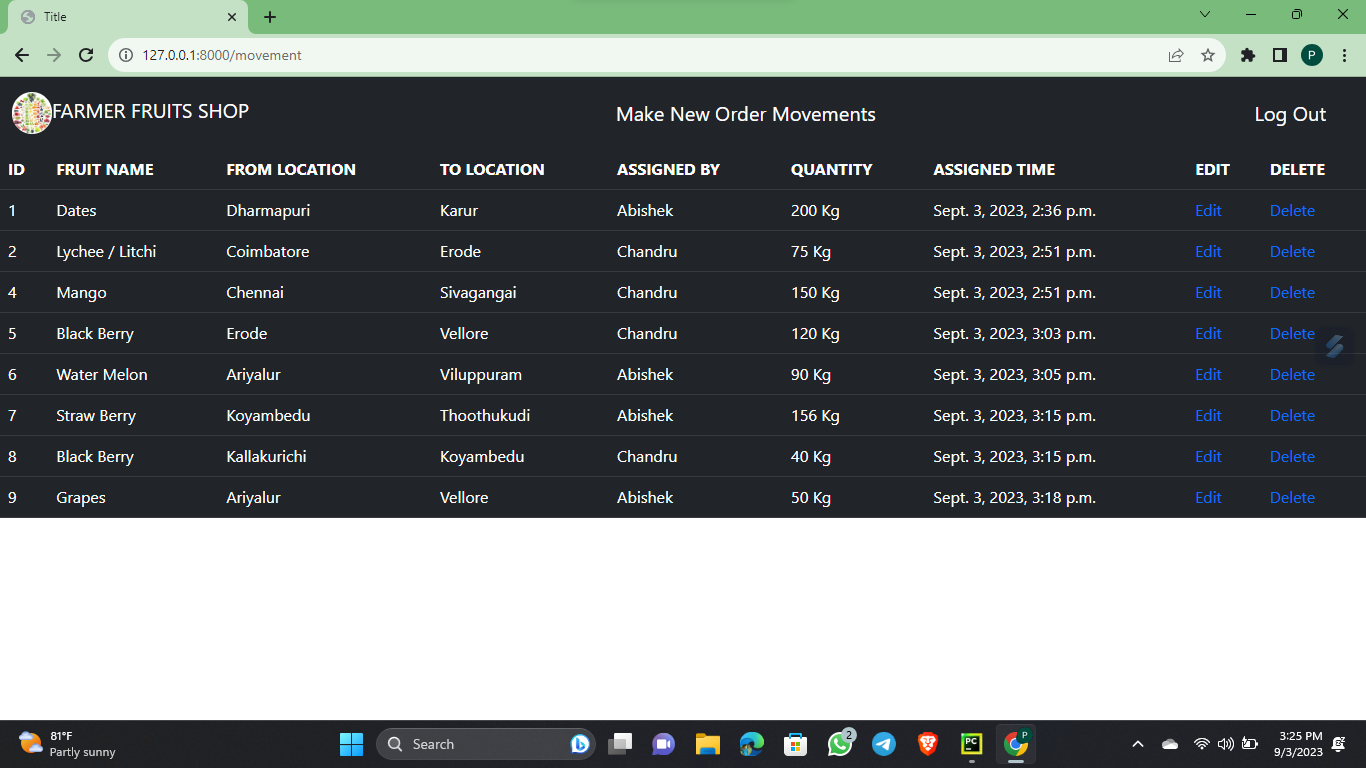 Title
127.0.0.1:8000/movement
P
FARMER FRUITS SHOP
Make New Order Movements
Log Out
ID FRUIT NAME FROM LOCATION TO LOCATION ASSIGNED BY QUANTITY ASSIGNED TIME EDIT DELETE
1 Dates Dharmapuri Karur Abishek 200 Kg Sept. 3, 2023, 2:36 p.m. Edit Delete
2 Lychee / Litchi Coimbatore Erode Chandru 75 Kg Sept. 3, 2023, 2:51 p.m. Edit Delete
4 Mango Chennai Sivagangai Chandru 150 Kg Sept. 3, 2023, 2:51 p.m. Edit Delete
5 Black Berry Erode Vellore Chandru 120 Kg Sept. 3, 2023, 3:03 p.m. Edit Delete
6 Water Melon Ariyalur Viluppuram Abishek 90 Kg Sept. 3, 2023, 3:05 p.m. Edit Delete
7 Straw Berry Koyambedu Thoothukudi Abishek 156 Kg Sept. 3, 2023, 3:15 p.m. Edit Delete
8 Black Berry Kallakurichi Koyambedu Chandru 40 Kg Sept. 3, 2023, 3:15 p.m. Edit Delete
9 Grapes Ariyalur Vellore Abishek 50 Kg Sept. 3, 2023, 3:18 p.m. Edit Delete
81°F
Partly sunny
Search
2
PC
P
3:25 PM
9/3/2023